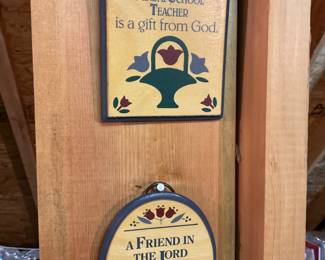 SCHOOL
TEACHER
is a gift from God.
A FRIEND IN
THE LORD